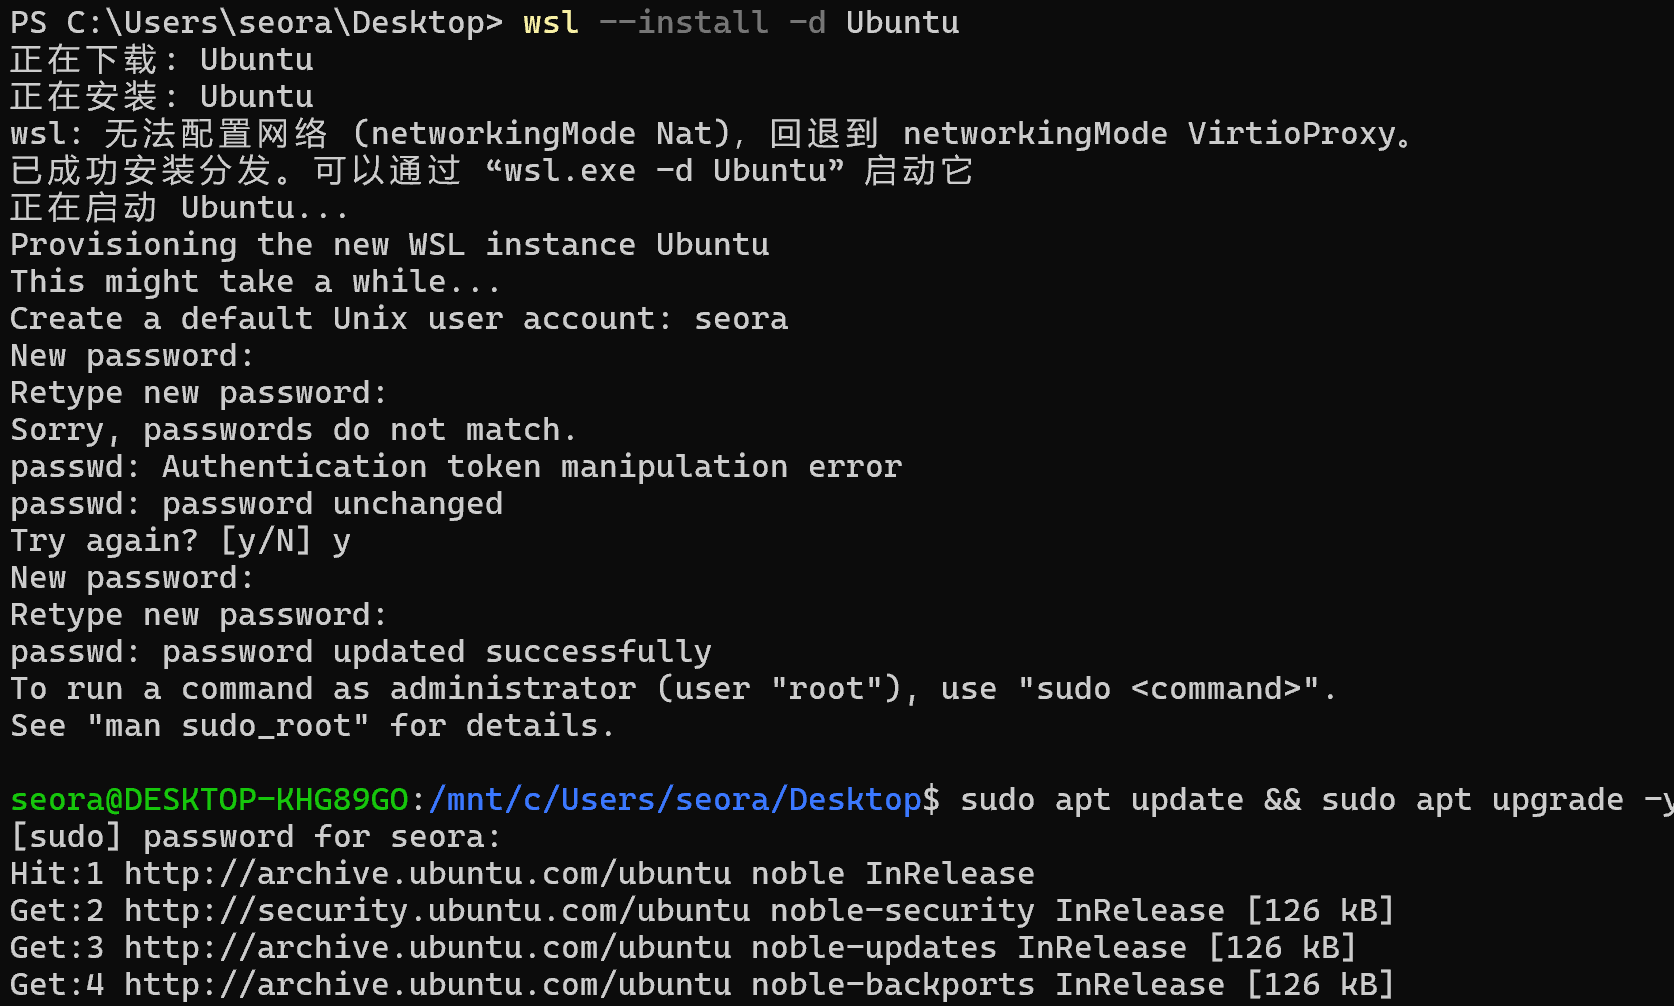 PS C:\Users\seora\Desktop> wsl --install -d Ubuntu
正在下载: Ubuntu
正在安装: Ubuntu
wsl: 无法配置网络 (networkingMode Nat)，回退到 networkingMode VirtioProxy。
已成功安装分发。可以通过 “wsl.exe -d Ubuntu” 启动它
正在启动 Ubuntu...
Provisioning the new WSL instance Ubuntu
This might take a while...
Create a default Unix user account: seora
New password:
Retype new password:
Sorry, passwords do not match.
passwd: Authentication token manipulation error
passwd: password unchanged
Try again? [y/N] y
New password:
Retype new password:
passwd: password updated successfully
To run a command as administrator (user "root"), use "sudo <command>".
See "man sudo_root" for details.
seora@DESKTOP-KHG89GO:/mnt/c/Users/seora/Desktop$ sudo apt update && sudo apt upgrade -y
[sudo] password for seora:
Hit:1 http://archive.ubuntu.com/ubuntu noble InRelease
Get:2 http://security.ubuntu.com/ubuntu noble-security InRelease [126 kB]
Get:3 http://archive.ubuntu.com/ubuntu noble-updates InRelease [126 kB]
Get:4 http://archive.ubuntu.com/ubuntu noble-backports InRelease [126 kB]